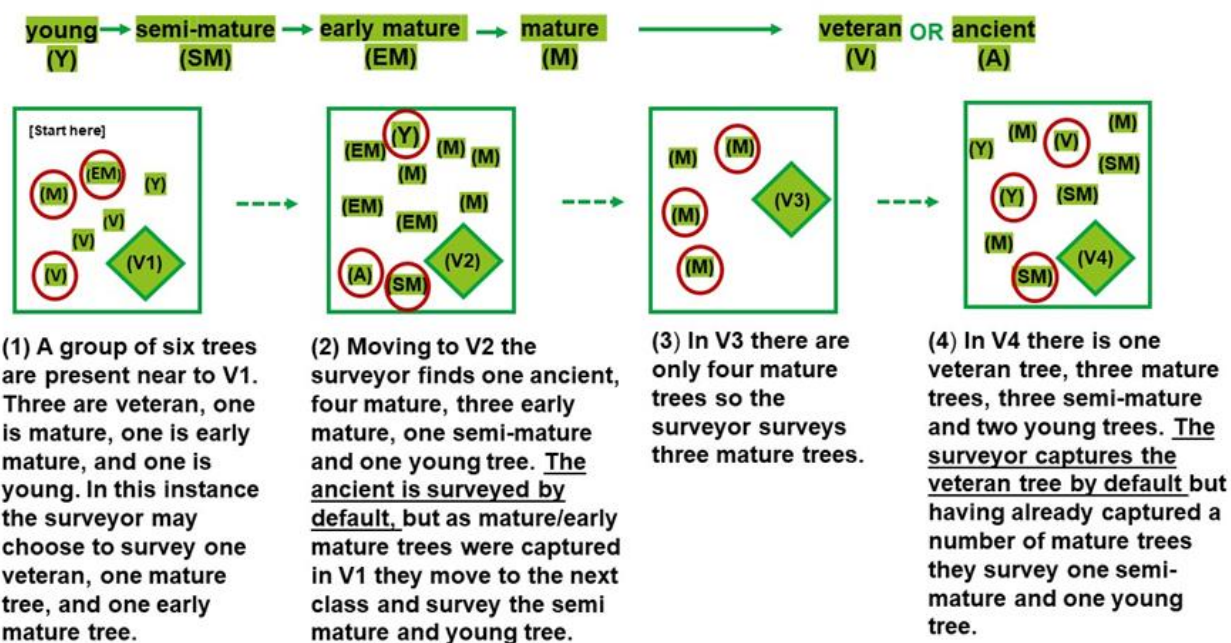 young semi-mature early mature mature veteran OR ancient
(Y) (SM) (EM) (M) (V) (A)
[Start here]
(EM)
(M)
(Y)
(V)
(V)
(V)
(V1)
(Y)
(EM)
(M)
(M)
(M)
(EM)
(M)
(EM)
(A)
(SM)
(V2)
(M)
(M)
(M)
(V3)
(M)
(M)
(M)
(Y)
(V)
(SM)
(Y)
(SM)
(M)
SM)
(V4)
(1) A group of six trees
are present near to V1.
Three are veteran, one
is mature, one is early
mature, and one is
young. In this instance
the surveyor may
choose to survey one
veteran, one mature
tree, and one early
mature tree.
(2) Moving to V2 the
surveyor finds one ancient,
four mature, three early
mature, one semi-mature
and one young tree. The
ancient is surveyed by
default, but as mature/early
mature trees were captured
in V1 they move to the next
class and survey the semi
mature and young tree.
(3) In V3 there are
only four mature
trees so the
surveyor surveys
three mature trees.
(4) In V4 there is one
veteran tree, three mature
trees, three semi-mature
and two young trees. The
surveyor captures the
veteran tree by default but
having already captured a
number of mature trees
they survey one semi-
mature and one young
tree.